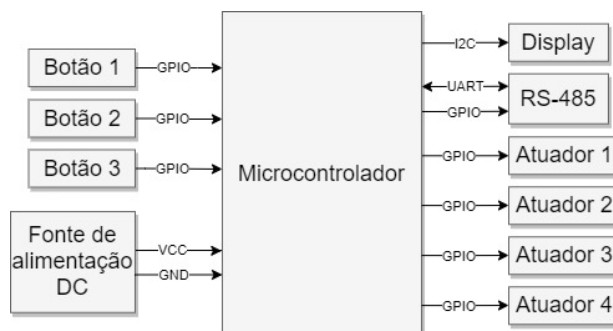 Botão 1
GPIO
Botão 2
GPIO
Botão 3
GPIO
Fonte de
alimentação
DC
VCC
GND
Microcontrolador
I2C
Display
UART
GPIO
RS-485
GPIO
Atuador 1
GPIO
Atuador 2
GPIO
Atuador 3
GPIO
Atuador 4